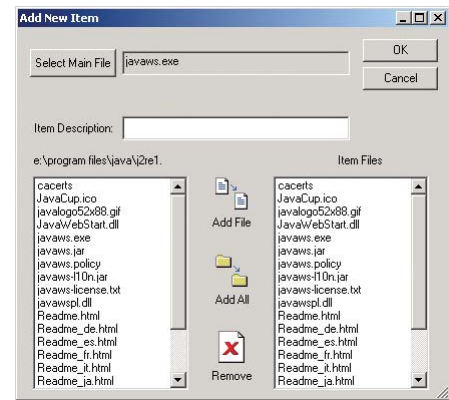 Add New Item
Select Main File
javaws.exe
OK
Cancel
Item Description:
e:\program files\java\j2re1.
Item Files
cacerts
JavaCup.ico
javalogo52x88.gif
JavaWebStart.dll
javaws.exe
javaws.jar
javaws.policy
javaws-l10n.jar
javaws-license.txt
javawspl.dll
Readme.html
Readme_de.html
Readme_es.html
Readme_fr.html
Readme_it.html
Readme_ja.html
Add File
Add All
Remove
cacerts
JavaCup.ico
javalogo52x88.gif
JavaWebStart.dll
javaws.exe
javaws.jar
javaws.policy
javaws-l10n.jar
javaws-license.txt
javawspl.dll
Readme.html
Readme_de.html
Readme_es.html
Readme_fr.html
Readme_it.html
Readme_ja.html